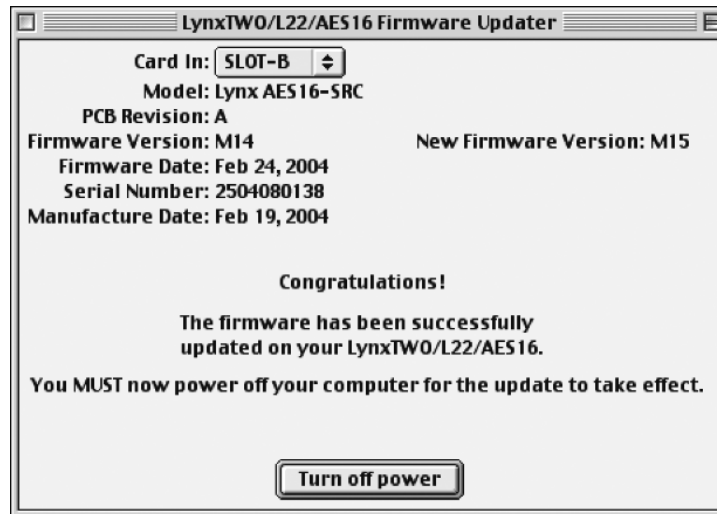 LynxTWO/L22/AES16 Firmware Updater
Card In: SLOT-B
Model: Lynx AES16-SRC
PCB Revision: A
Firmware Version: M14 New Firmware Version: M15
Firmware Date: Feb 24, 2004
Serial Number: 2504080138
Manufacture Date: Feb 19, 2004
Congratulations!
The firmware has been successfully
updated on your LynxTWO/L22/AES16.
You MUST now power off your computer for the update to take effect.
Turn off power